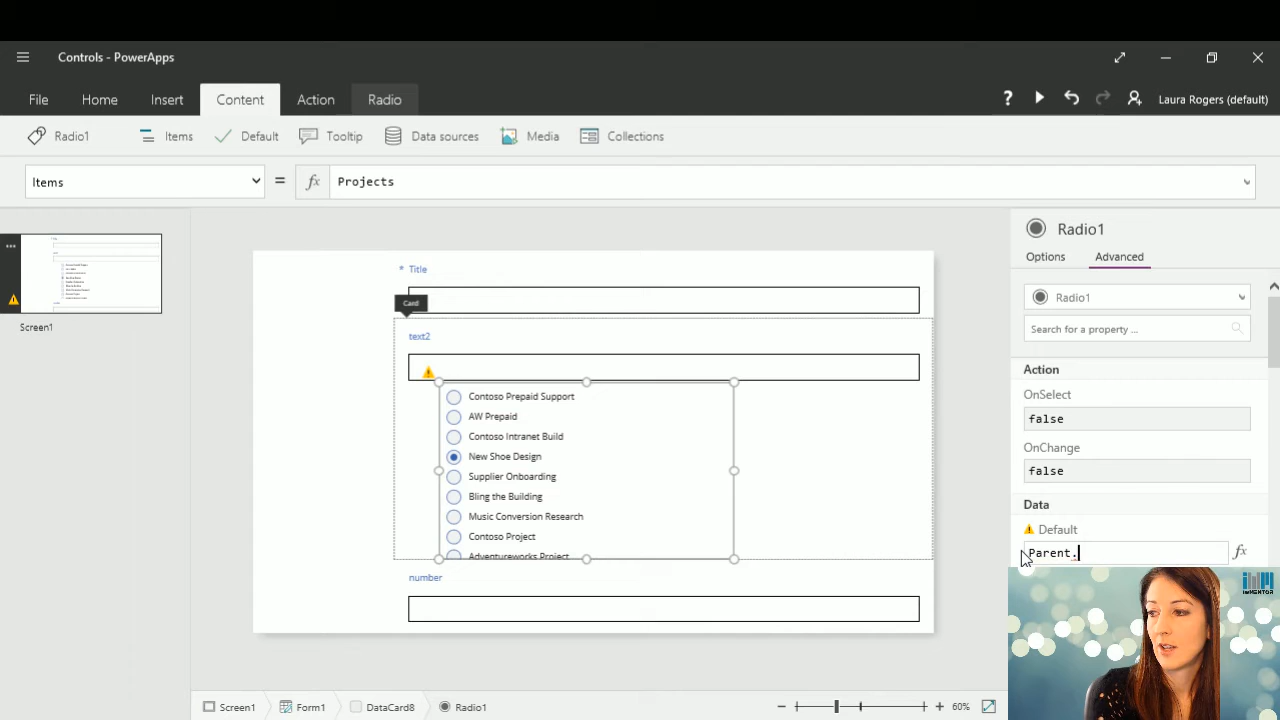 Controls - PowerApps
File Home Insert Content Action Radio
? Laura Rogers (default)
Radio1 Items Default Tooltip Data sources Media Collections
Items = fx Projects
Screen1
* Title
Card
text2
Contoso Prepaid Support
AW Prepaid
Contoso Intranet Build
New Shoe Design
Supplier Onboarding
Bling the Building
Music Conversion Research
Contoso Project
Adventureworks Project
number
Radio1
Options Advanced
Radio1
Search for a property ...
Action
OnSelect
false
OnChange
false
Data
Default
Parent. fx
Screen1 Form1 DataCard8 Radio1 60%